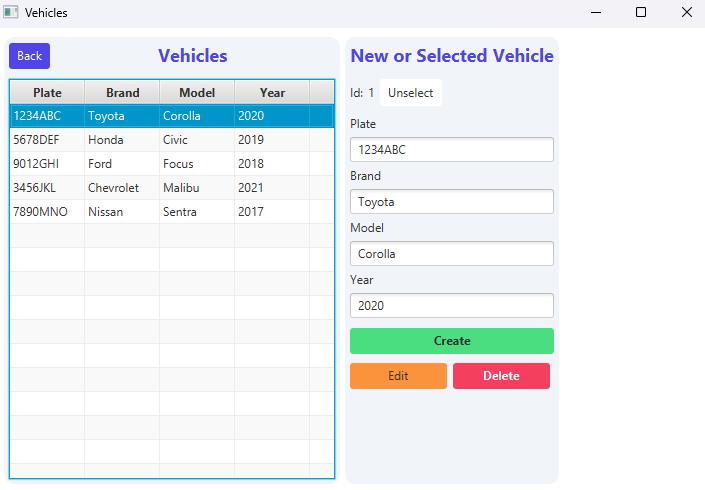 Vehicles
Back
Vehicles
Plate Brand Model Year
1234ABC Toyota Corolla 2020
5678DEF Honda Civic 2019
9012GHI Ford Focus 2018
3456JKL Chevrolet Malibu 2021
7890MNO Nissan Sentra 2017
New or Selected Vehicle
Id: 1 Unselect
Plate
1234ABC
Brand
Toyota
Model
Corolla
Year
2020
Create
Edit Delete